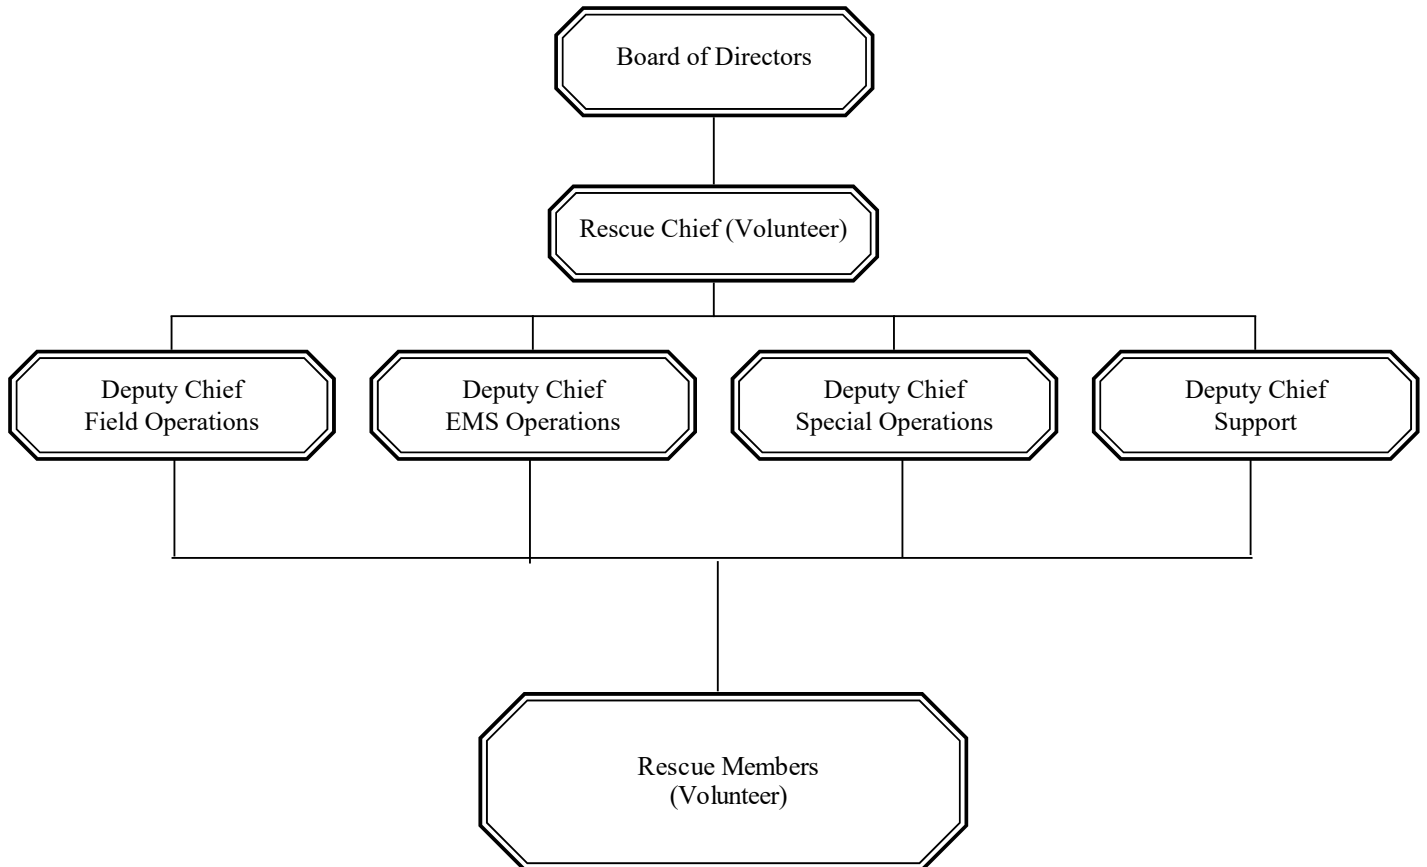 Board of Directors
Rescue Chief (Volunteer)
Deputy Chief
Field Operations
Deputy Chief
EMS Operations
Deputy Chief
Special Operations
Deputy Chief
Support
Rescue Members
(Volunteer)